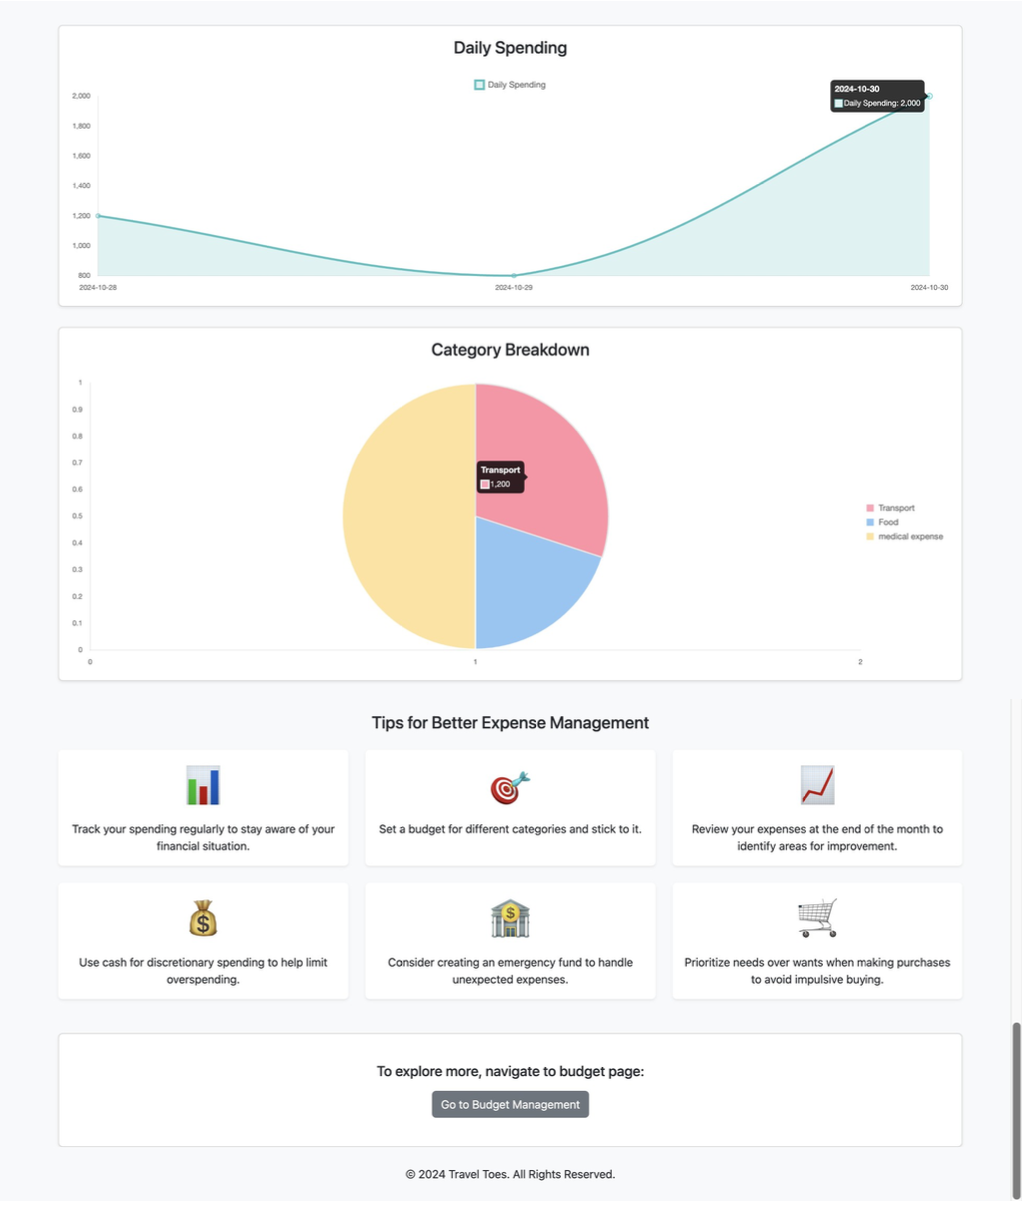 Daily Spending
Daily Spending
2024-10-30
Daily Spending: 2,000
2,000
1,800
1,600
1,400
1,200
1,000
800
2024-10-28
2024-10-29
2024-10-30
Category Breakdown
1
0.9
0.8
0.7
0.6
0.5
0.4
0.3
0.2
0.1
0
0
1
2
Transport
1,200
Transport
Food
medical expense
Tips for Better Expense Management
Track your spending regularly to stay aware of your
financial situation.
Set a budget for different categories and stick to it.
Review your expenses at the end of the month to
identify areas for improvement.
$
Use cash for discretionary spending to help limit
overspending.
$
Consider creating an emergency fund to handle
unexpected expenses.
Prioritize needs over wants when making purchases
to avoid impulsive buying.
To explore more, navigate to budget page:
Go to Budget Management
© 2024 Travel Toes. All Rights Reserved.